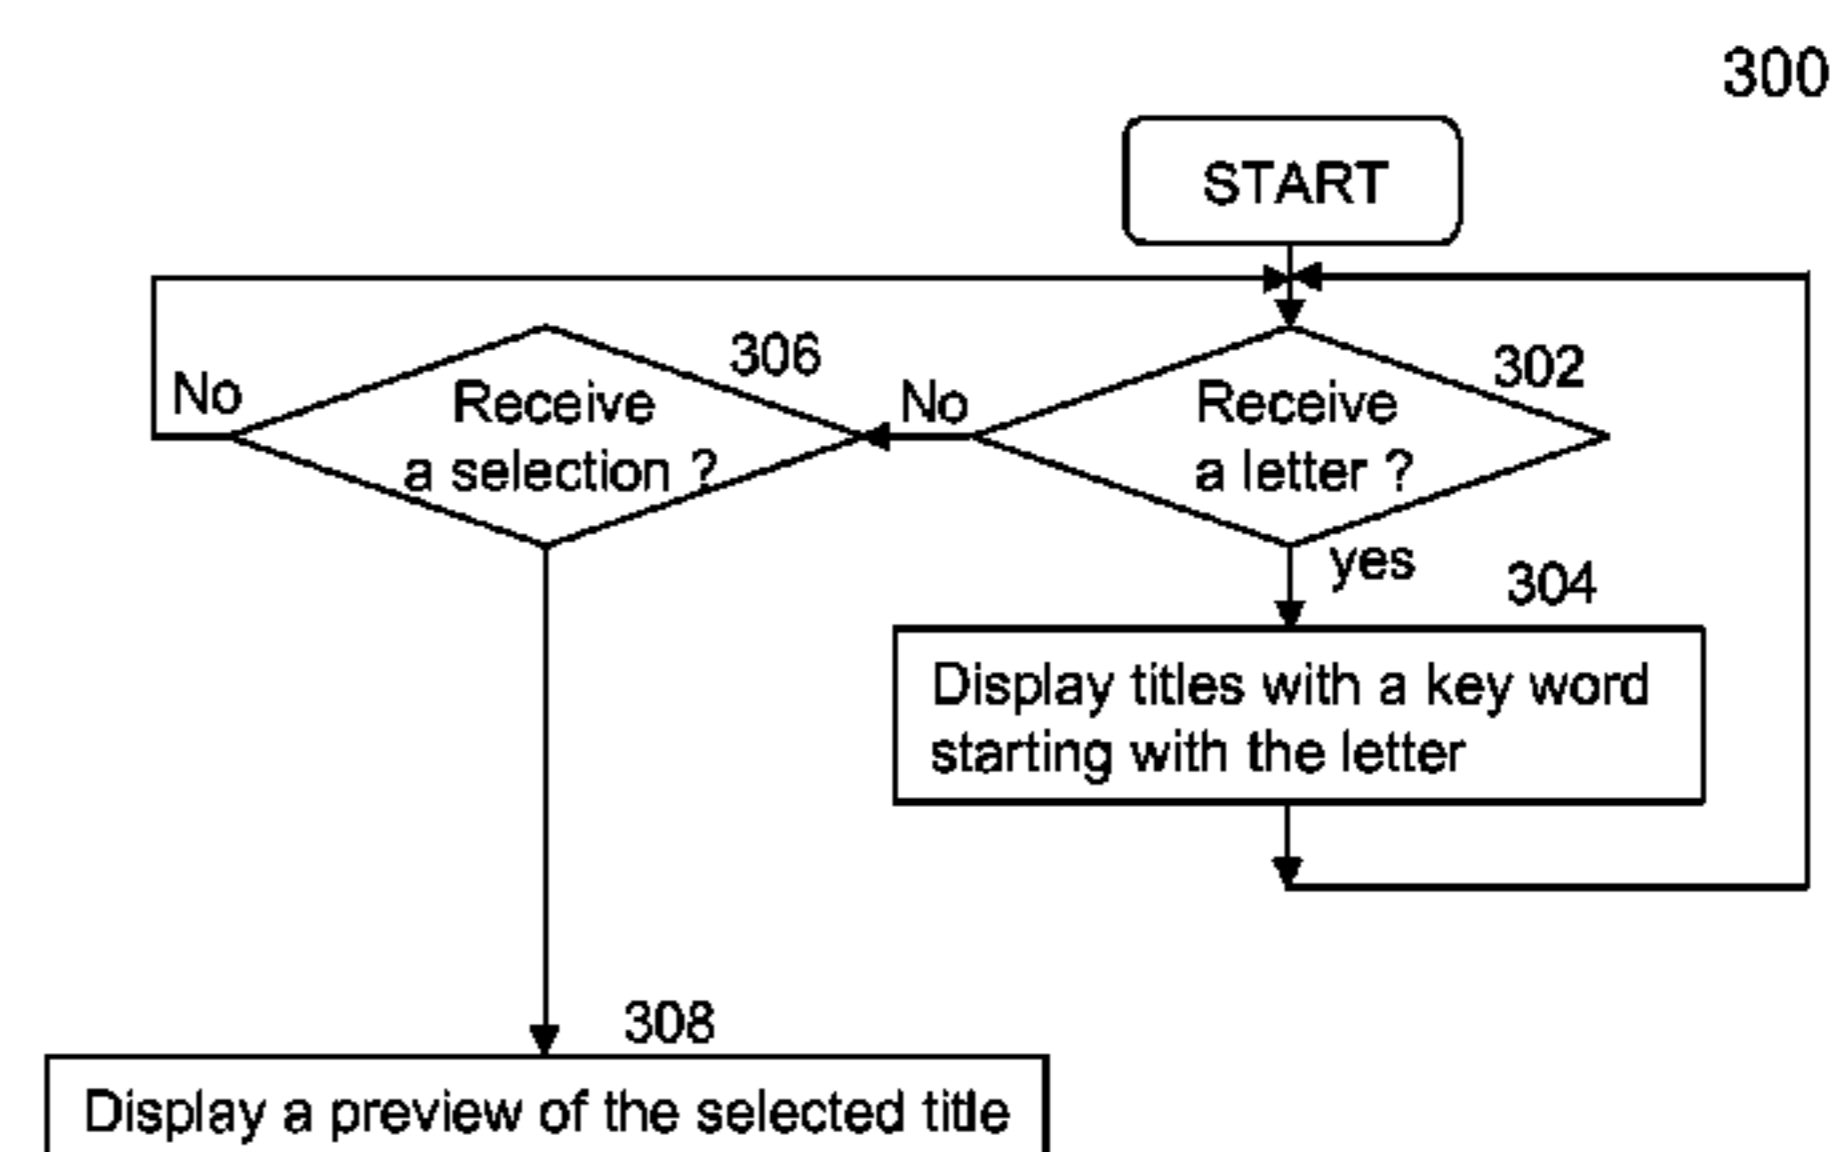 300
START
306
302
No
Receive
a selection ?
No
Receive
a letter ?
yes
304
Display titles with a key word
starting with the letter
308
Display a preview of the selected title